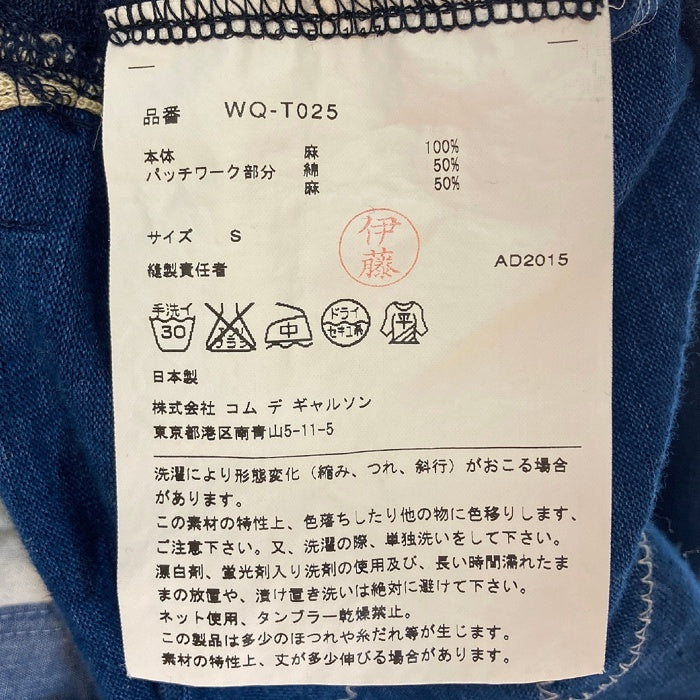 品番 WQ-T025
本体 麻 100%
パッチワーク部分 綿 50%
麻 50%
サイズ S
伊藤
縫製責任者
AD2015
手洗イ 30
中
ドライ セキユ系
平
日本製
株式会社 コム デ ギャルソン
東京都港区南青山5-11-5
洗濯により形態変化（縮み、つれ、斜行）がおこる場合
があります。
この素材の特性上、色落ちしたり他の物に色移りします、
ご注意下さい。又、洗濯の際、単独洗いをして下さい。
漂白剤、蛍光剤入り洗剤の使用及び、長い時間濡れたま
まの放置や、漬け置き洗いは絶対に避けて下さい。
ネット使用、タンブラー乾燥禁止。
この製品は多少のほつれや糸だれ等が生じます。
素材の特性上、丈が多少伸びる場合があります。